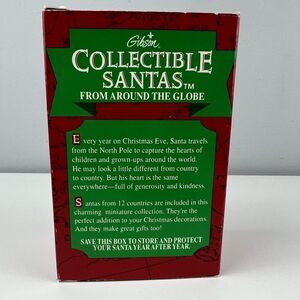 Gibson
COLLECTIBLE
SANTAS TM
FROM AROUND THE GLOBE
Every year on Christmas Eve, Santa travels
from the North Pole to capture the hearts of
children and grown-ups around the world.
He may look a little different from country
to country. But his heart is the same
everywhere—full of generosity and kindness.
Santas from 12 countries are included in this
charming miniature collection. They're the
perfect addition to your Christmas decorations.
And they make great gifts too!
SAVE THIS BOX TO STORE AND PROTECT
YOUR SANTA YEAR AFTER YEAR.